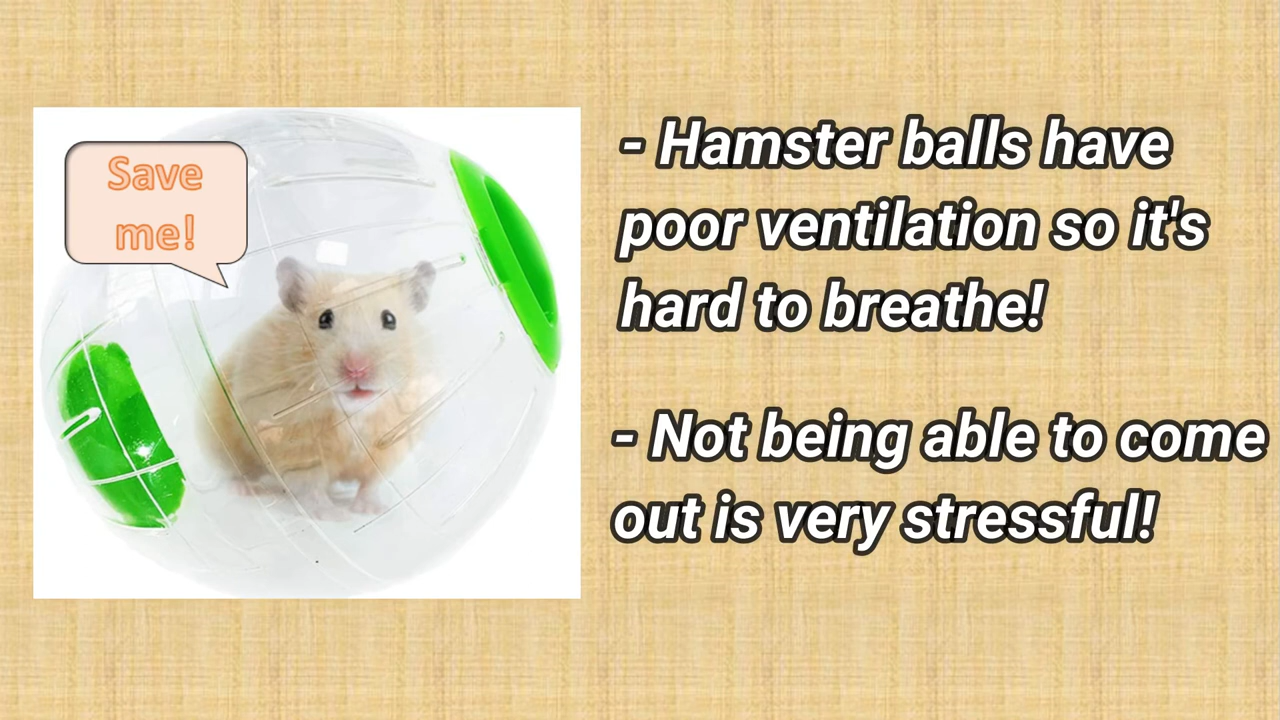 Save
me!
- Hamster balls have
poor ventilation so it's
hard to breathe!
- Not being able to come
out is very stressful!